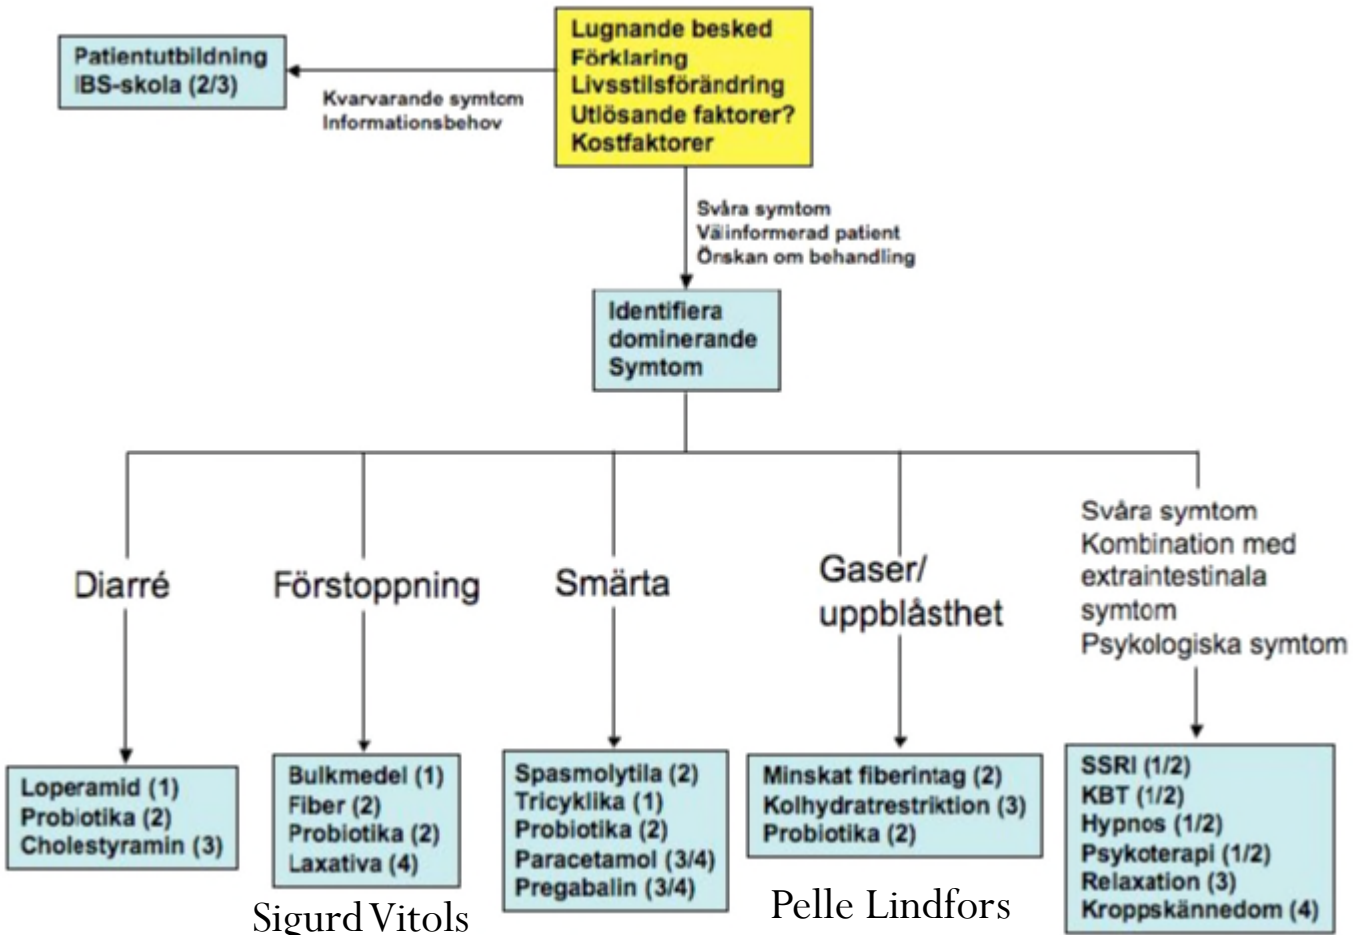 Lugnande besked
Förklaring
Livsstilsförändring
Utlösande faktorer?
Kostfaktorer
Patientutbildning
IBS-skola (2/3)
Kvarvarande symtom
Informationsbehov
Svåra symtom
Välinformerad patient
Önskan om behandling
Identifiera
dominerande
Symtom
Diarré
Loperamid (1)
Probiotika (2)
Cholestyramin (3)
Förstoppning
Bulkmedel (1)
Fiber (2)
Probiotika (2)
Laxativa (4)
Smärta
Spasmolytila (2)
Tricyklika (1)
Probiotika (2)
Paracetamol (3/4)
Pregabalin (3/4)
Gaser/
uppblåsthet
Minskat fiberintag (2)
Kolhydratrestriktion (3)
Probiotika (2)
Svåra symtom
Kombination med
extraintestinala
symtom
Psykologiska symtom
SSRI (1/2)
KBT (1/2)
Hypnos (1/2)
Psykoterapi (1/2)
Relaxation (3)
Kroppskännedom (4)
Sigurd Vitols
Pelle Lindfors